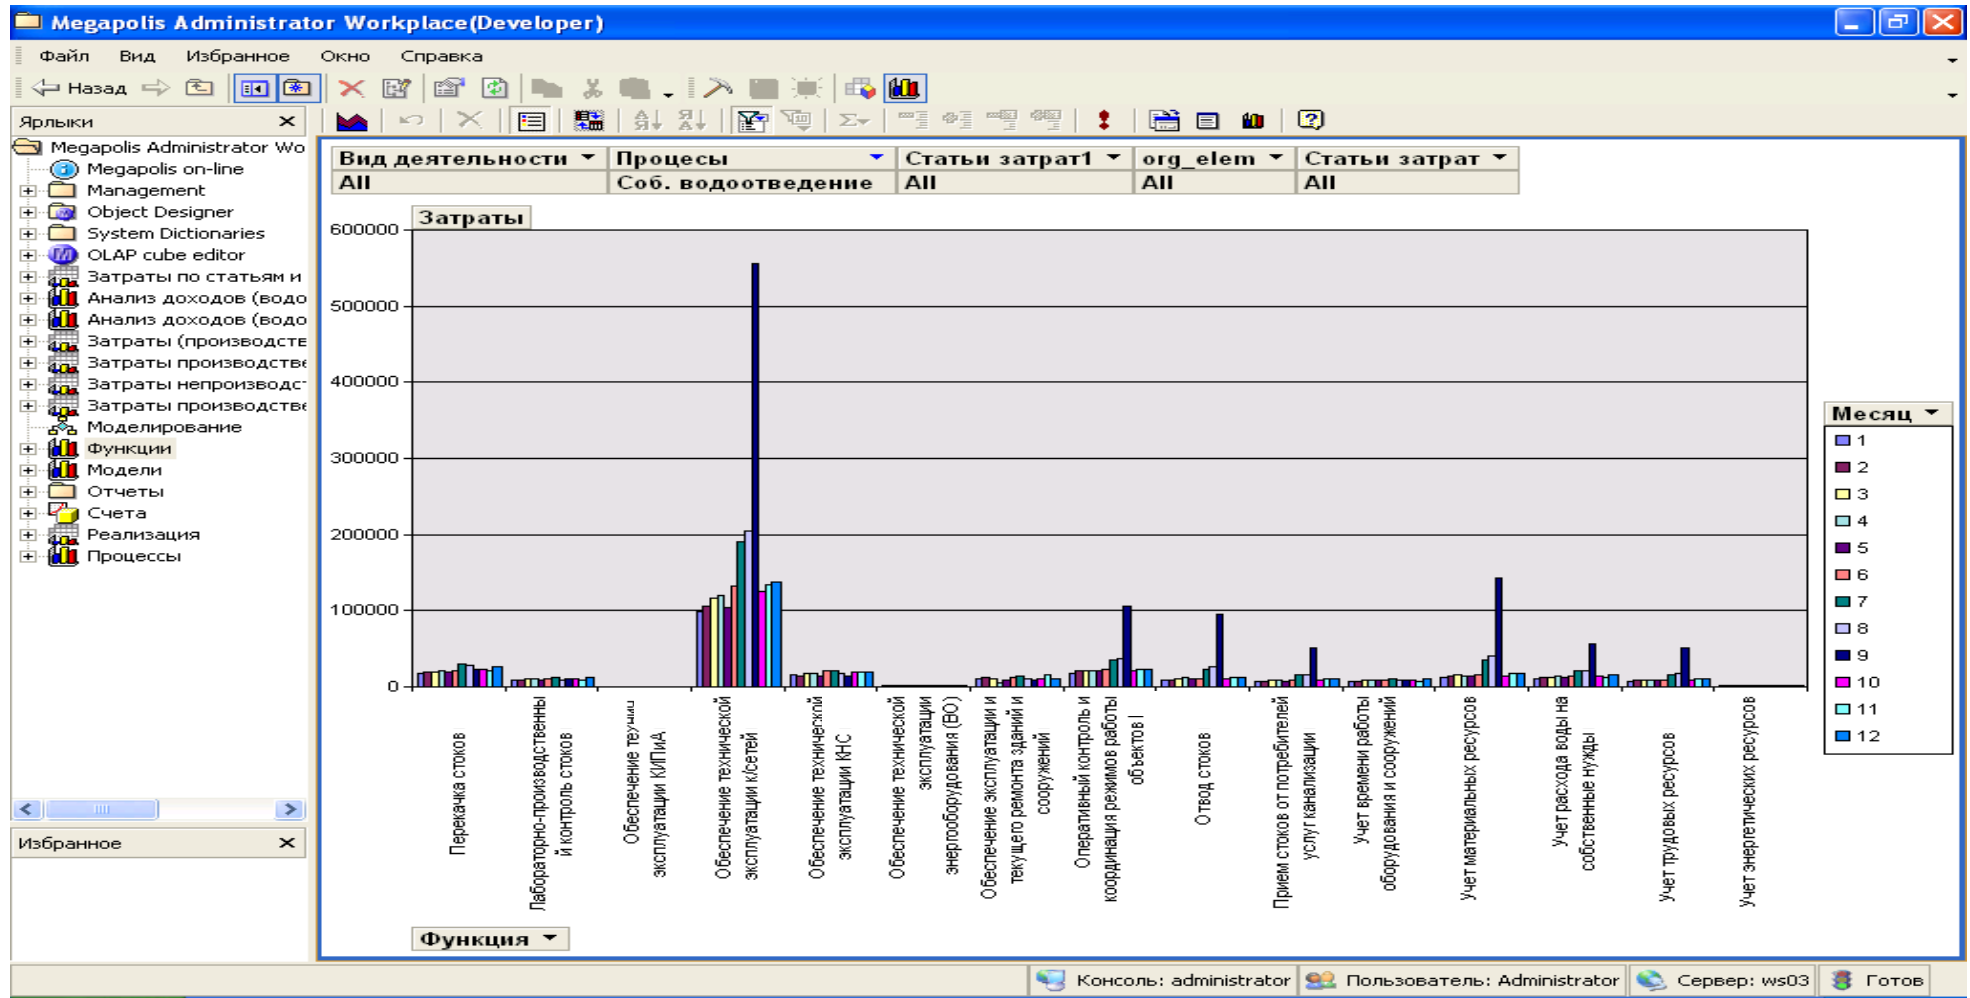 Megapolis Administrator Workplace(Developer)
Файл Вид Избранное Окно Справка
Назад
Ярлыки
Megapolis Administrator Wo
Megapolis on-line
Management
Object Designer
System Dictionaries
OLAP cube editor
Затраты по статьям и
Анализ доходов (водо
Анализ доходов (водо
Затраты (производств
Затраты производстве
Затраты непроизводст
Затраты производстве
Моделирование
Функции
Модели
Отчеты
Счета
Реализация
Процессы
Избранное
Вид деятельности Процесы Статьи затрат1 org_elem Статьи затрат
All Соб. водоотведение All All All
Затраты
600000
500000
400000
300000
200000
100000
0
Перекачка стоков
Лабораторно-производственны
й контроль стоков
Обеспечение технич
эксплуатации КИПиА
Обеспечение технической
эксплуатации к/сетей
Обеспечение технической
эксплуатации КНС
Обеспечение технической
эксплуатации
энергооборудования (ВО)
Обеспечение эксплуатации и
текущего ремонта зданий и
сооружений
Оперативный контроль и
координация режимов работы
объектов I
Отвод стоков
Прием стоков от потребителей
услуг канализации
Учет времени работы
оборудования и сооружений
Учет материальных ресурсов
Учет расхода воды на
собственные нужды
Учет трудовых ресурсов
Учет энергетических ресурсов
Функция
Месяц
1
2
3
4
5
6
7
8
9
10
11
12
Консоль: administrator Пользователь: Administrator Сервер: ws03 Готов